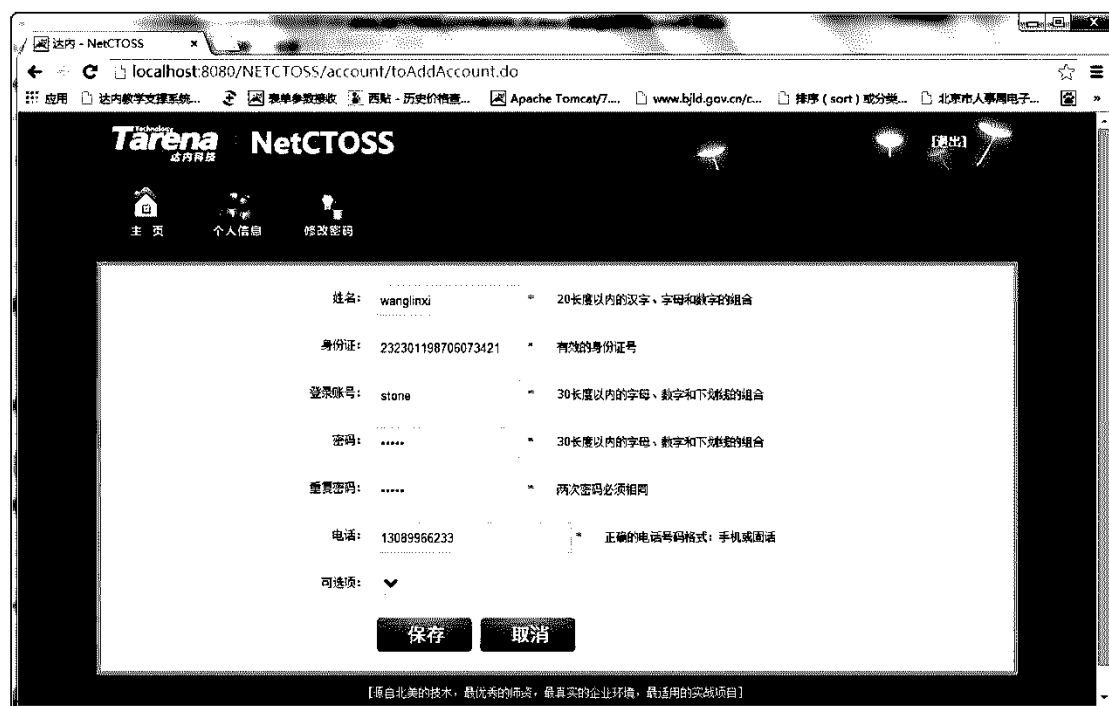 达内 - NetCTOSS
localhost:8080/NETCTOSS/account/toAddAccount.do
应用 达内教学支撑系统... 表单参数接收 西贴 - 历史价格查... Apache Tomcat/7.... www.bjld.gov.cn/c... 排序 ( sort ) 或分类... 北京市人事局电子... »
Technology
Tarena
达内科技
NetCTOSS
[退出]
主 页 个人信息 修改密码
姓名: wanglinxi * 20长度以内的汉字、字母和数字的组合
身份证: 232301198706073421 * 有效的身份证号
登录账号: stone * 30长度以内的字母、数字和下划线的组合
密码: ••••• * 30长度以内的字母、数字和下划线的组合
重复密码: ••••• * 两次密码必须相同
电话: 13089966233 * 正确的电话号码格式：手机或固话
可选项:
保存 取消
[源自北美的技术，最优秀的师资，最真实的企业环境，最适用的实战项目]